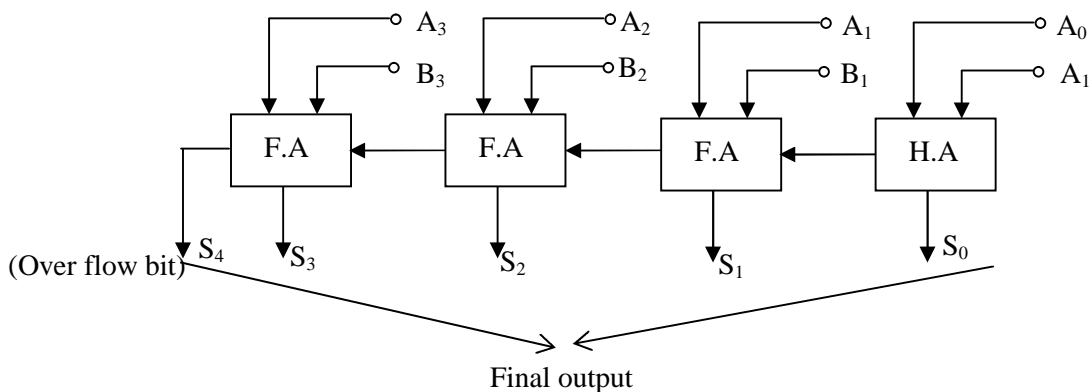 A₃ A₂ A₁ A₀
B₃ B₂ B₁ A₁
F.A F.A F.A H.A
S₄ S₃ S₂ S₁ S₀
(Over flow bit)
Final output